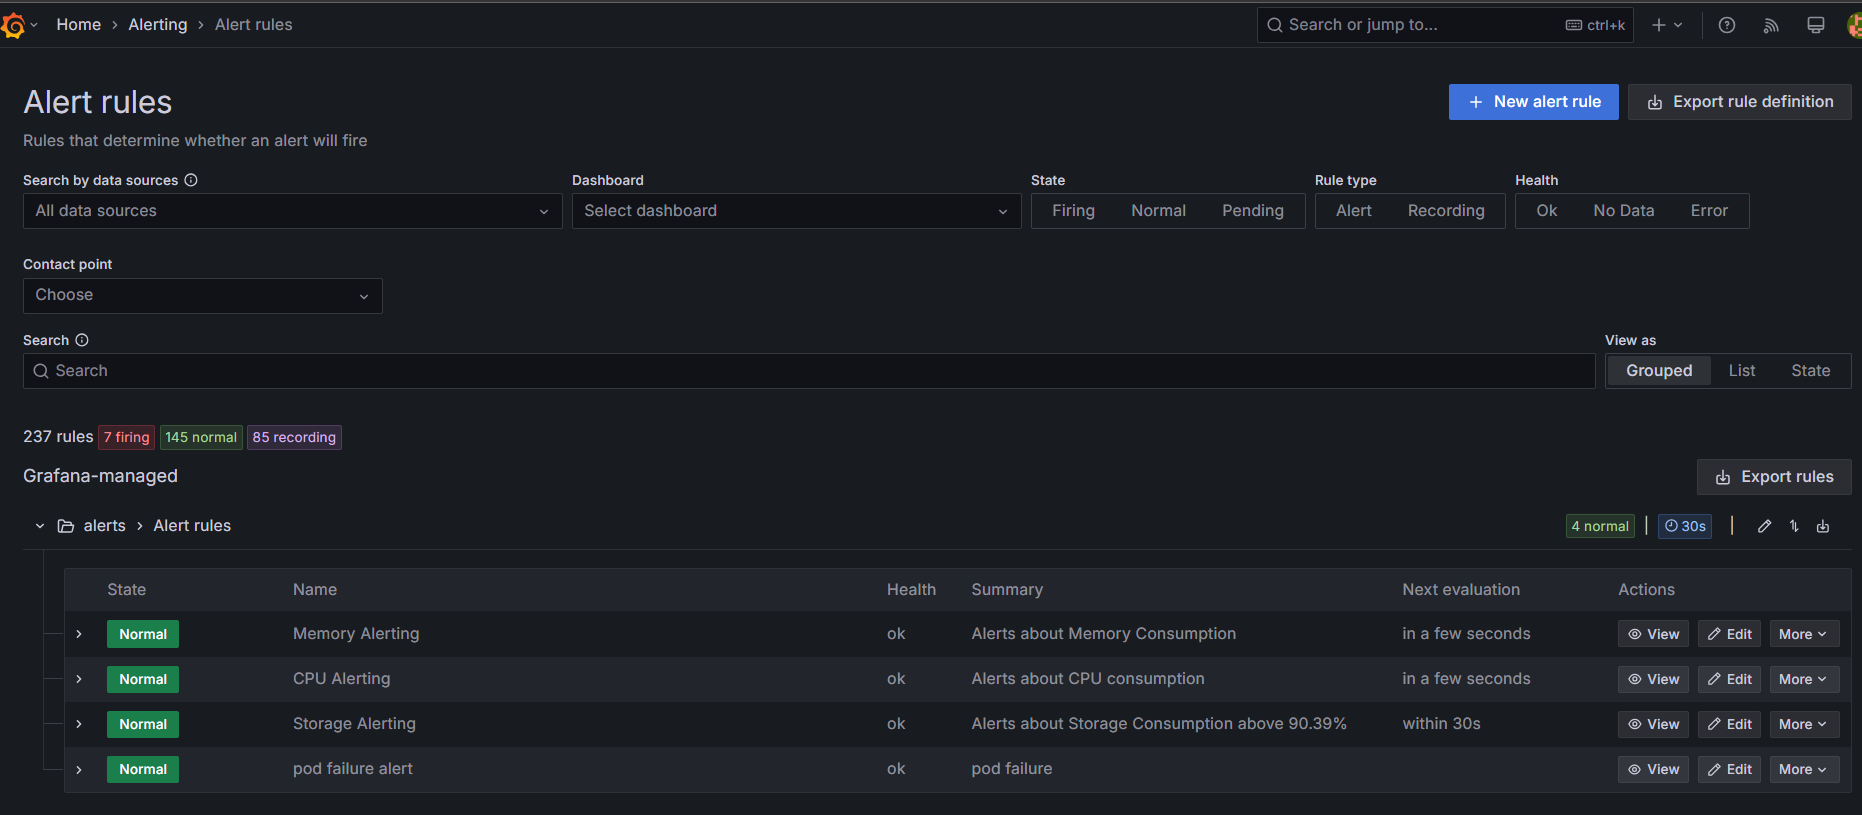 Home > Alerting > Alert rules
Search or jump to... ctrl+k
Alert rules
New alert rule Export rule definition
Rules that determine whether an alert will fire
Search by data sources Dashboard State Rule type Health
All data sources Select dashboard Firing Normal Pending Alert Recording Ok No Data Error
Contact point
Choose
Search View as
Search Grouped List State
237 rules 7 firing 145 normal 85 recording
Grafana-managed Export rules
alerts > Alert rules 4 normal | 30s |
State Name Health Summary Next evaluation Actions
Normal Memory Alerting ok Alerts about Memory Consumption in a few seconds View Edit More
Normal CPU Alerting ok Alerts about CPU consumption in a few seconds View Edit More
Normal Storage Alerting ok Alerts about Storage Consumption above 90.39% within 30s View Edit More
Normal pod failure alert ok pod failure View Edit More